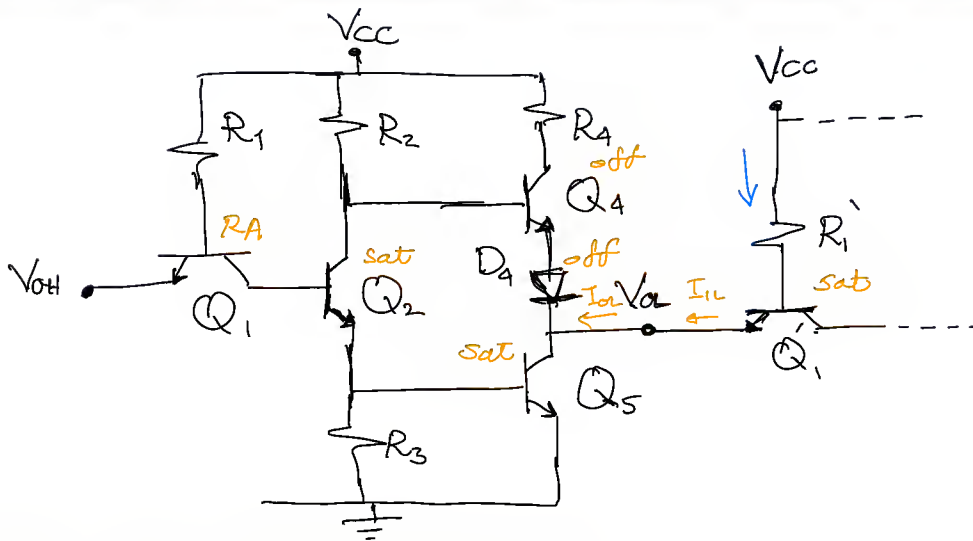 VCC
VCC
R1
R2
R4
off
Q4
RA
sat
R1'
VOH
Q1
Q2
D4
off
IOL
VOL
IIL
sat
Q1'
sat
Q5
R3